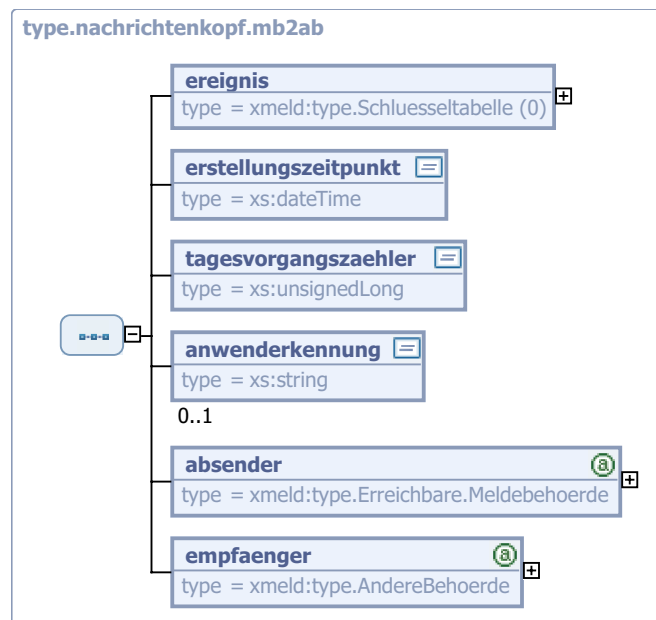 type.nachrichtenkopf.mb2ab
ereignis
type = xmeld:type.Schluesseltabelle (0)
erstellungszeitpunkt
type = xs:dateTime
tagesvorgangszaehler
type = xs:unsignedLong
anwenderkennung
type = xs:string
0..1
absender
type = xmeld:type.Erreichbare.Meldebehoerde
empfaenger
type = xmeld:type.AndereBehoerde